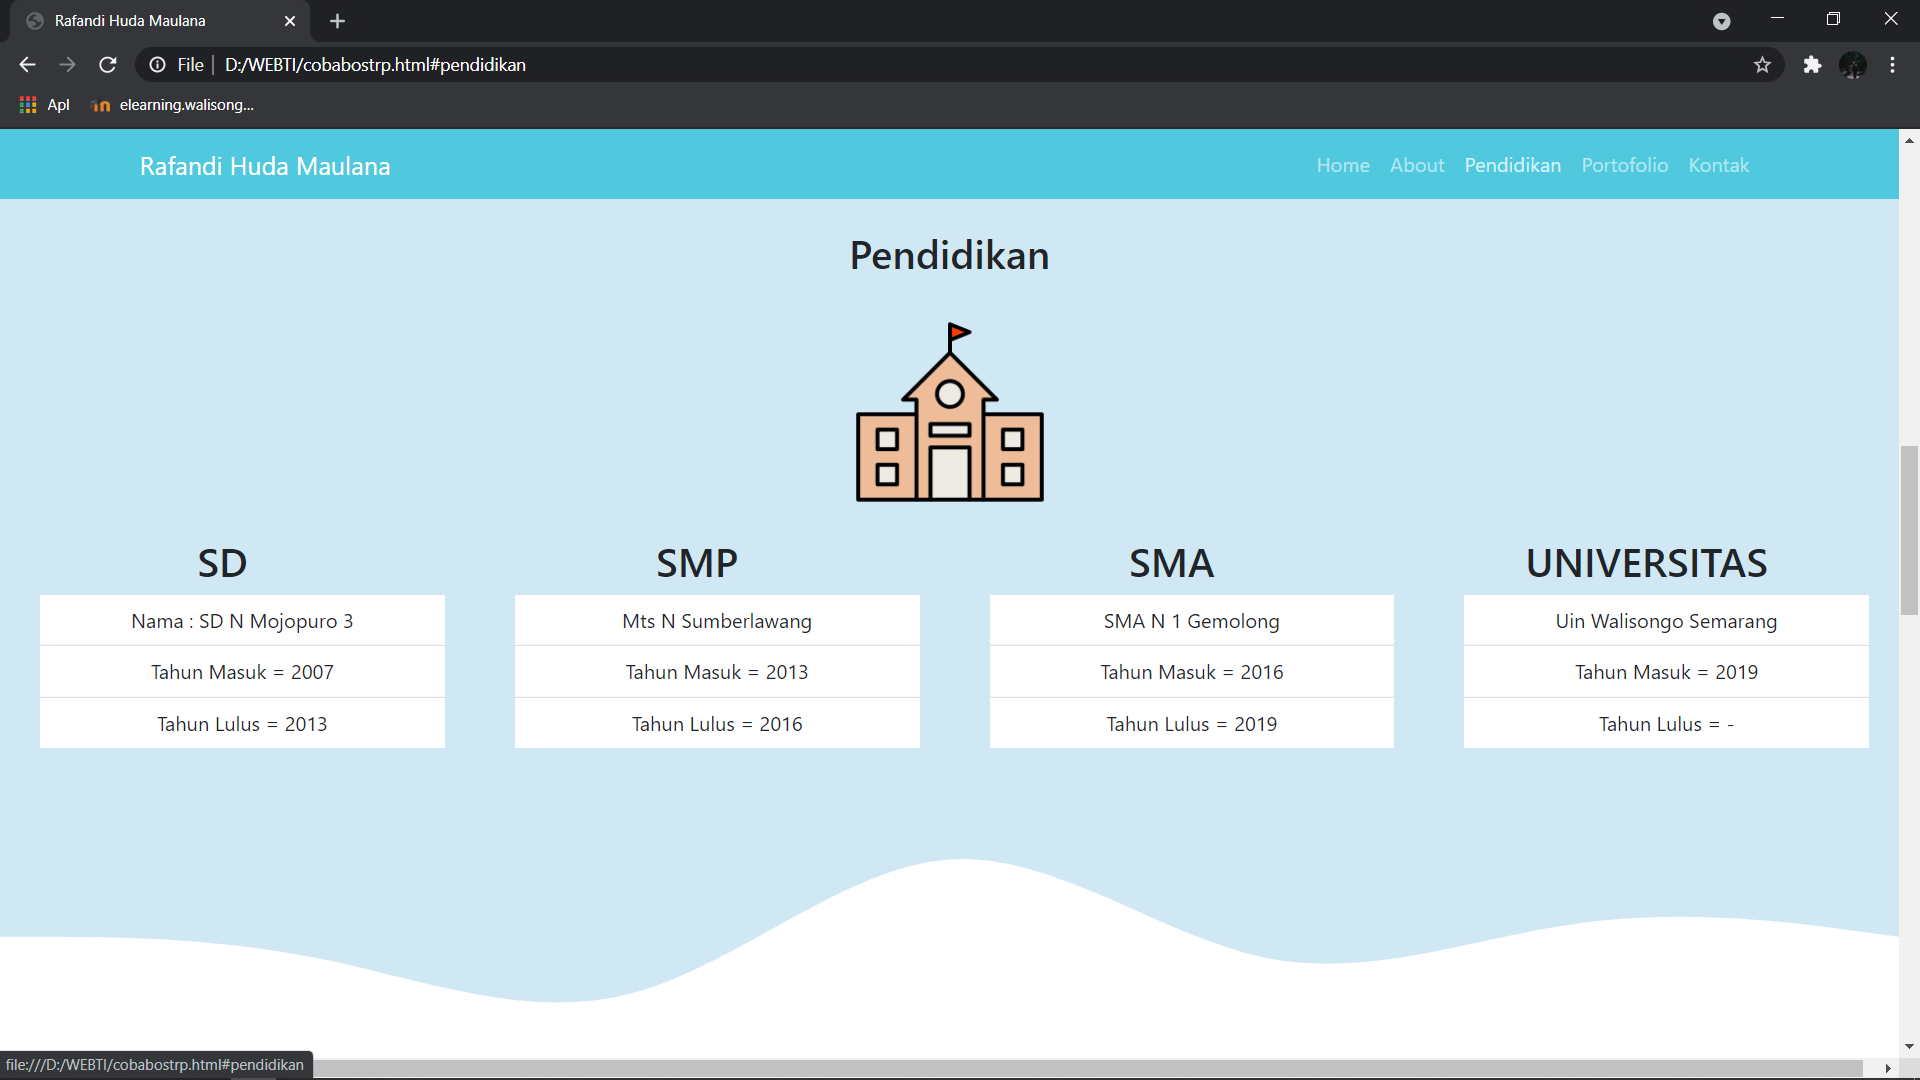 Rafandi Huda Maulana
File | D:/WEBTI/cobabostrp.html#pendidikan
Apl elearning.walisong...
Rafandi Huda Maulana Home About Pendidikan Portofolio Kontak
Pendidikan
SD SMP SMA UNIVERSITAS
Nama : SD N Mojopuro 3 Mts N Sumberlawang SMA N 1 Gemolong Uin Walisongo Semarang
Tahun Masuk = 2007 Tahun Masuk = 2013 Tahun Masuk = 2016 Tahun Masuk = 2019
Tahun Lulus = 2013 Tahun Lulus = 2016 Tahun Lulus = 2019 Tahun Lulus = -
file:///D:/WEBTI/cobabostrp.html#pendidikan